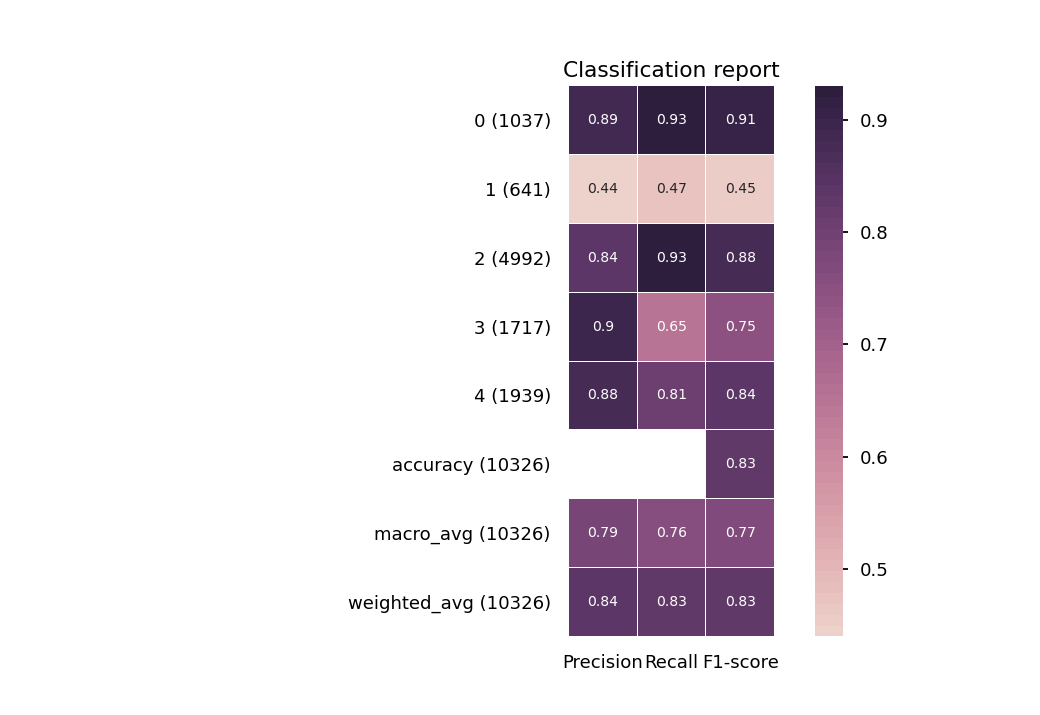 Classification report
0 (1037) 0.89 0.93 0.91 0.9
1 (641) 0.44 0.47 0.45
0.8
2 (4992) 0.84 0.93 0.88
3 (1717) 0.9 0.65 0.75
0.7
4 (1939) 0.88 0.81 0.84
accuracy (10326) 0.83 0.6
macro_avg (10326) 0.79 0.76 0.77
0.5
weighted_avg (10326) 0.84 0.83 0.83
Precision Recall F1-score